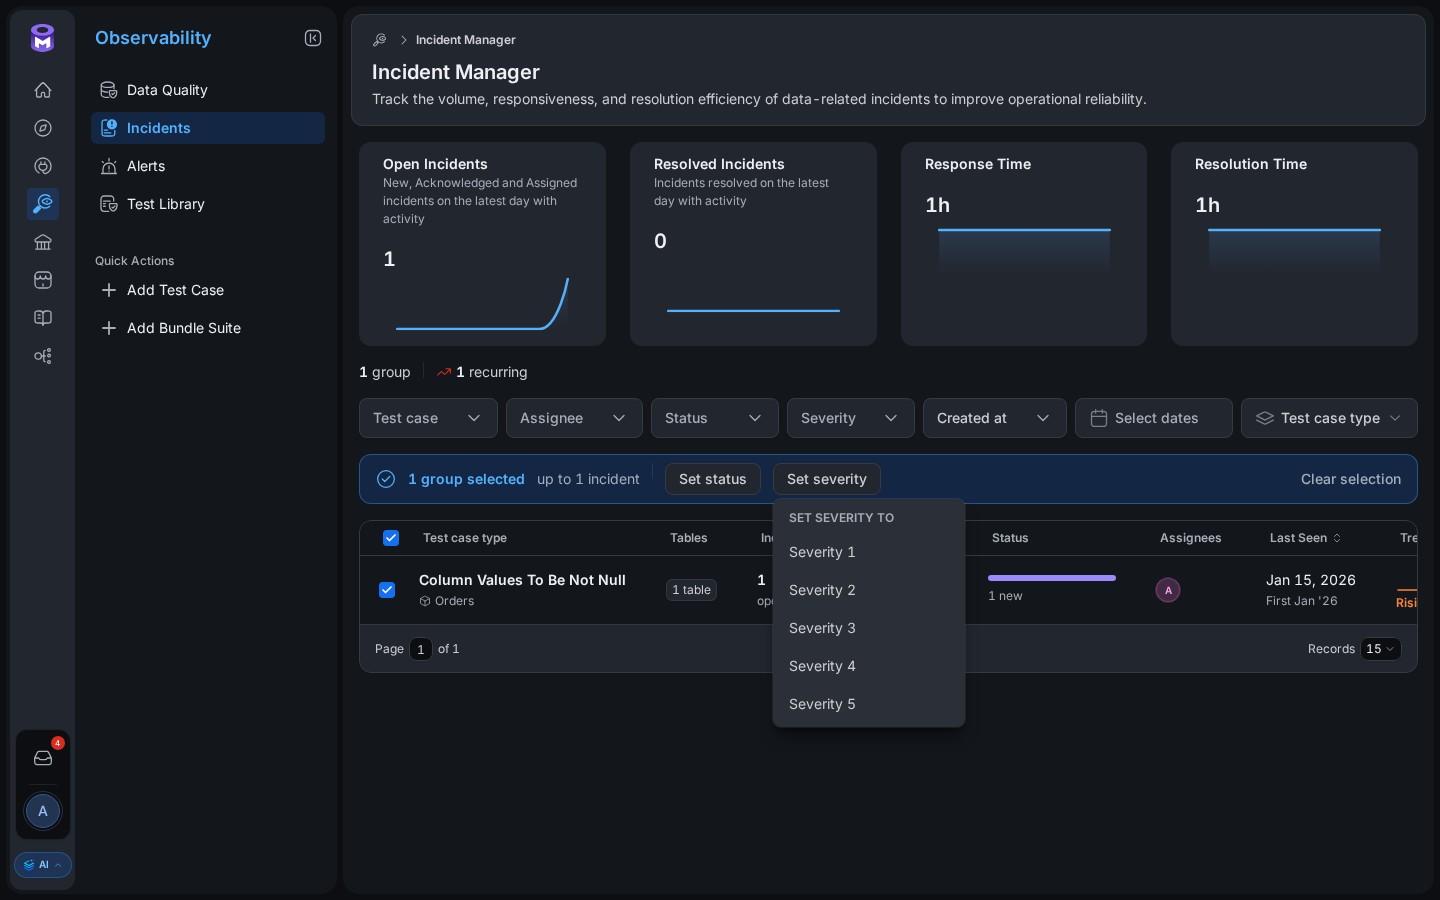 Observability
Data Quality
Incidents
Alerts
Test Library
Quick Actions
Add Test Case
Add Bundle Suite
4
A
AI
Incident Manager
Incident Manager
Track the volume, responsiveness, and resolution efficiency of data-related incidents to improve operational reliability.
Open Incidents
New, Acknowledged and Assigned
incidents on the latest day with
activity
1
Resolved Incidents
Incidents resolved on the latest
day with activity
0
Response Time
1h
Resolution Time
1h
1 group
1 recurring
Test case
Assignee
Status
Severity
Created at
Select dates
Test case type
1 group selected up to 1 incident
Set status
Set severity
Clear selection
SET SEVERITY TO
Severity 1
Severity 2
Severity 3
Severity 4
Severity 5
Test case type
Tables
Status
Assignees
Last Seen
Column Values To Be Not Null
Orders
1 table
1
1 new
A
Jan 15, 2026
First Jan '26
Page 1 of 1
Records 15